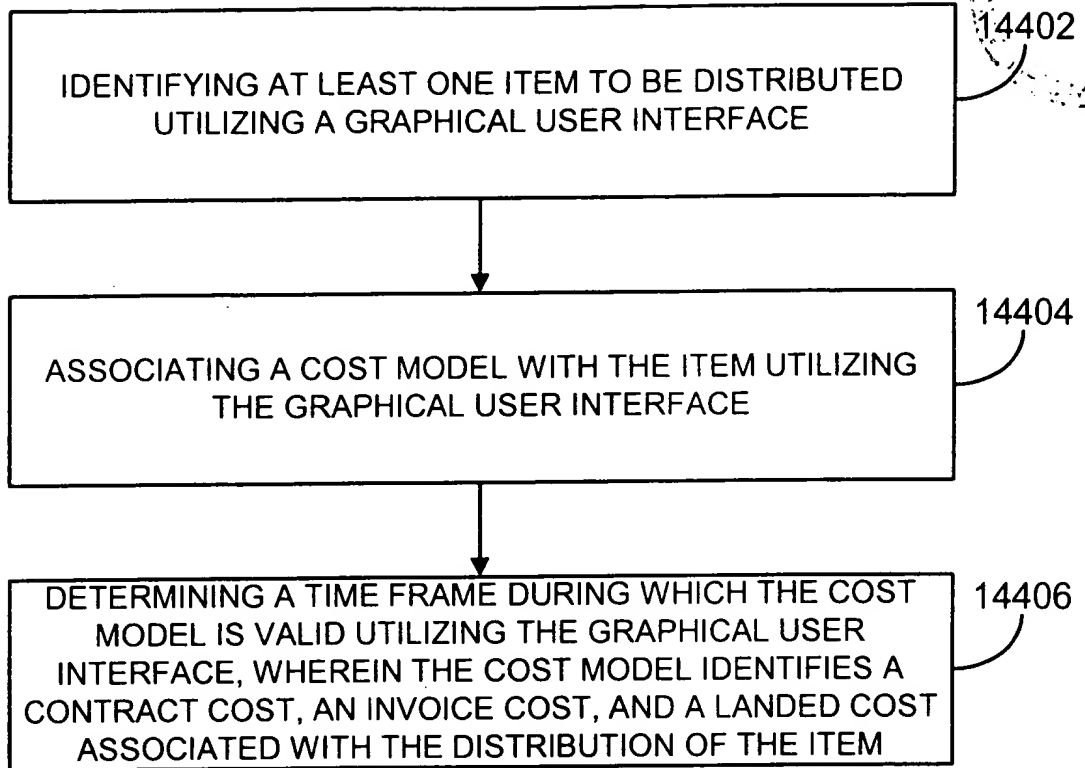 14402
IDENTIFYING AT LEAST ONE ITEM TO BE DISTRIBUTED
UTILIZING A GRAPHICAL USER INTERFACE
14404
ASSOCIATING A COST MODEL WITH THE ITEM UTILIZING
THE GRAPHICAL USER INTERFACE
14406
DETERMINING A TIME FRAME DURING WHICH THE COST
MODEL IS VALID UTILIZING THE GRAPHICAL USER
INTERFACE, WHEREIN THE COST MODEL IDENTIFIES A
CONTRACT COST, AN INVOICE COST, AND A LANDED COST
ASSOCIATED WITH THE DISTRIBUTION OF THE ITEM